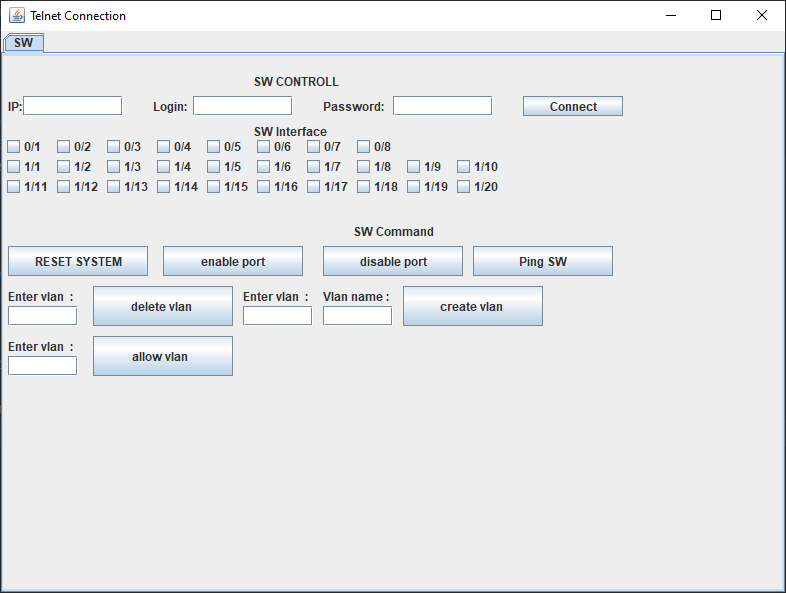 Telnet Connection
SW
SW CONTROLL
IP: Login: Password: Connect
SW Interface
0/1 0/2 0/3 0/4 0/5 0/6 0/7 0/8
1/1 1/2 1/3 1/4 1/5 1/6 1/7 1/8 1/9 1/10
1/11 1/12 1/13 1/14 1/15 1/16 1/17 1/18 1/19 1/20
SW Command
RESET SYSTEM enable port disable port Ping SW
Enter vlan : delete vlan Enter vlan : Vlan name : create vlan
Enter vlan : allow vlan